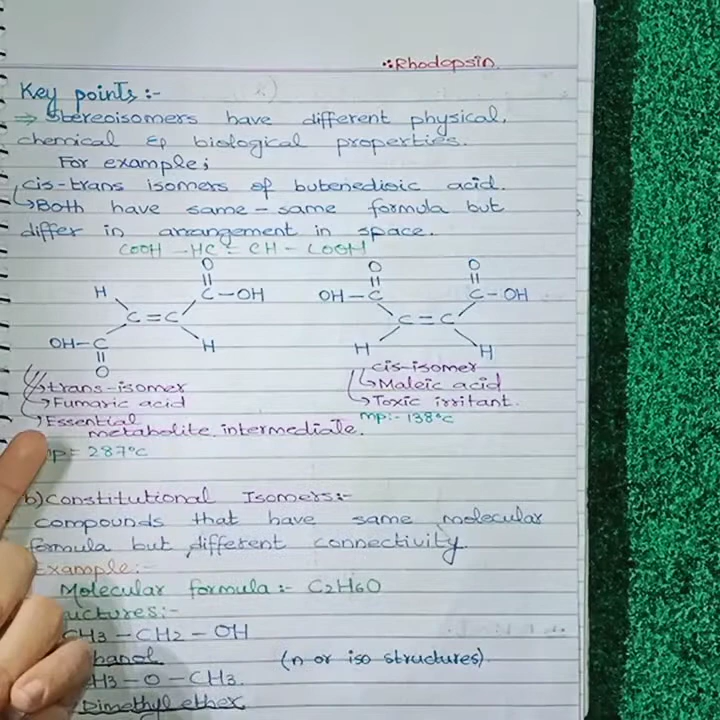 ∴Rhodopsin
Key points:-
⇒ Stereoisomers have different physical,
chemical & biological properties.
For example;
cis-trans isomers of butenedioic acid.
↳Both have same-same formula but
differ in arrangement in space.
COOH -HC = CH - COOH
O O O
|| || ||
H C-OH OH-C C-OH
C=C C=C
OH-C H H H
||
O
trans-isomer cis-isomer
→Fumaric acid ↳Maleic acid
→Essential →Toxic irritant.
metabolite intermediate. mp:- 138°C
mp= 287°C
b)Constitutional Isomers:-
compounds that have same molecular
formula but different connectivity.
Example:-
Molecular formula:- C2H6O
uctures:-
CH3 - CH2 - OH
hanol (n or iso structures).
H3 - O - CH3.
Dimethyl ether